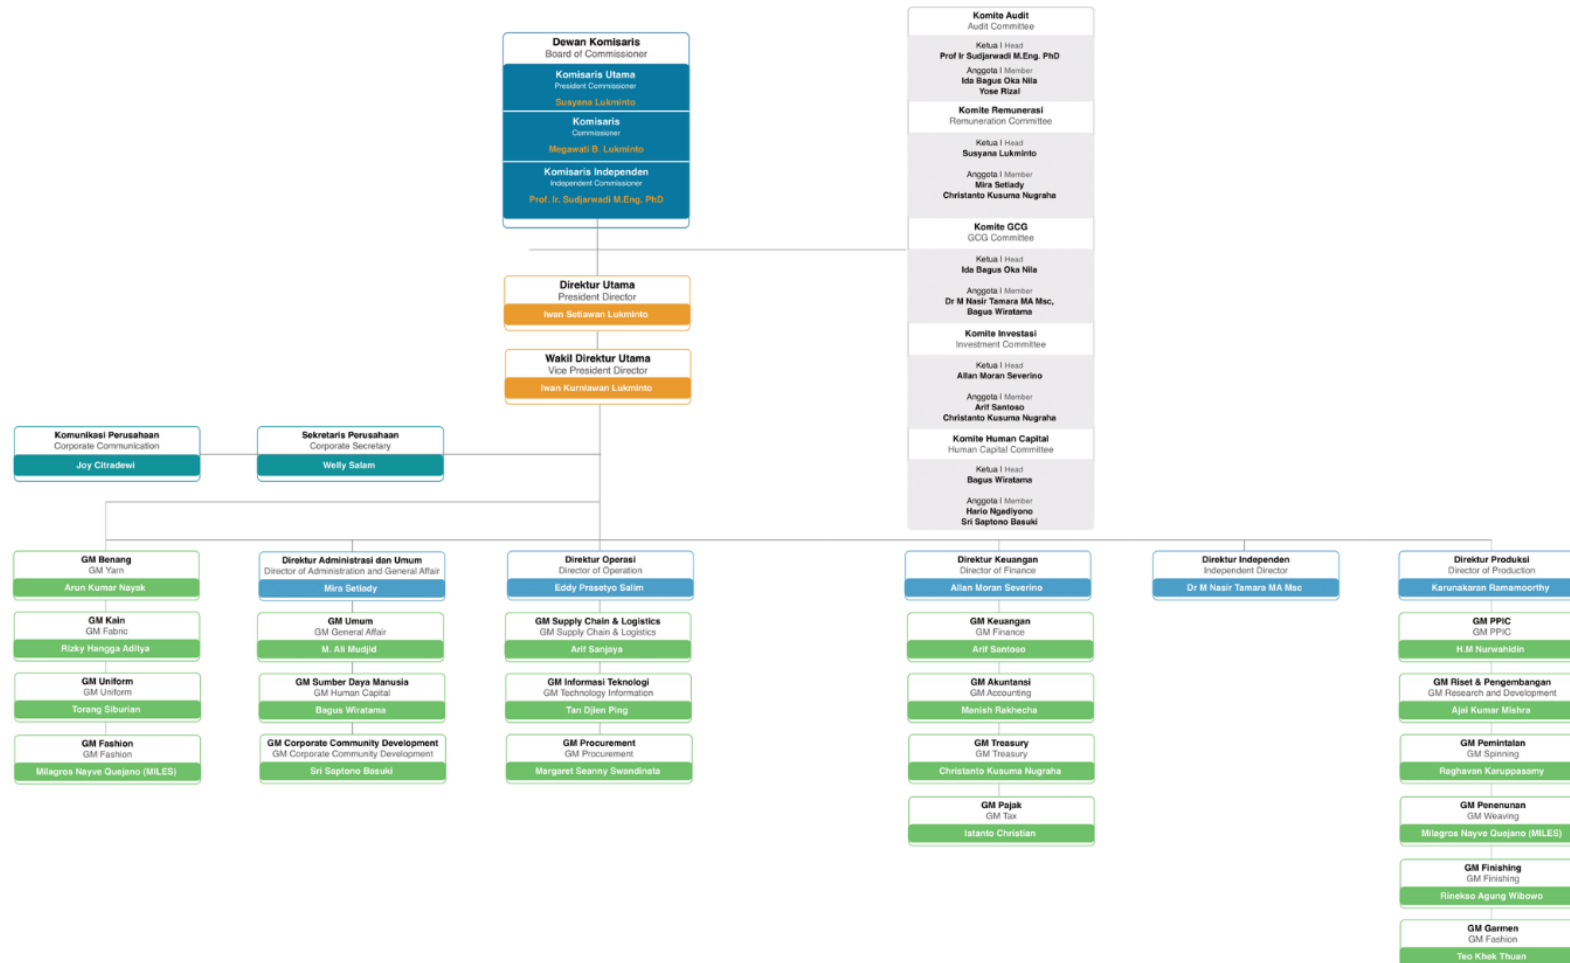 Dewan Komisaris
Board of Commissioner
Komisaris Utama
President Commissioner
Susyana Lukminto
Komisaris
Commissioner
Megawati B. Lukminto
Komisaris Independen
Independent Commissioner
Prof. Ir. Sudjarwadi M.Eng. PhD
Komite Audit
Audit Committee
Ketua | Head
Prof Ir Sudjarwadi M.Eng. PhD
Anggota | Member
Ida Bagus Oka Nila
Yose Rizal
Komite Remunerasi
Remuneration Committee
Ketua | Head
Susyana Lukminto
Anggota | Member
Mira Setiady
Christanto Kusuma Nugraha
Komite GCG
GCG Committee
Ketua | Head
Ida Bagus Oka Nila
Anggota | Member
Dr M Nasir Tamara MA Msc,
Bagus Wiratama
Komite Investasi
Investment Committee
Ketua | Head
Allan Moran Severino
Anggota | Member
Arif Santoso
Christanto Kusuma Nugraha
Komite Human Capital
Human Capital Committee
Ketua | Head
Bagus Wiratama
Anggota | Member
Hario Ngadiyono
Sri Saptono Basuki
Direktur Utama
President Director
Iwan Setiawan Lukminto
Wakil Direktur Utama
Vice President Director
Iwan Kurniawan Lukminto
Komunikasi Perusahaan
Corporate Communication
Joy Citradewi
Sekretaris Perusahaan
Corporate Secretary
Welly Salam
GM Benang
GM Yarn
Arun Kumar Nayak
GM Kain
GM Fabric
Rizky Hangga Aditya
GM Uniform
GM Uniform
Torang Siburian
GM Fashion
GM Fashion
Milagros Nayve Quejano (MILES)
Direktur Administrasi dan Umum
Director of Administration and General Affair
Mira Setiady
GM Umum
GM General Affair
M. Ali Mudjid
GM Sumber Daya Manusia
GM Human Capital
Bagus Wiratama
GM Corporate Community Development
GM Corporate Community Development
Sri Saptono Basuki
Direktur Operasi
Director of Operation
Eddy Prasetyo Salim
GM Supply Chain & Logistics
GM Supply Chain & Logistics
Arif Sanjaya
GM Informasi Teknologi
GM Technology Information
Tan Djien Ping
GM Procurement
GM Procurement
Margaret Seanny Swandinata
Direktur Keuangan
Director of Finance
Allan Moran Severino
GM Keuangan
GM Finance
Arif Santoso
GM Akuntansi
GM Accounting
Manish Rakhecha
GM Treasury
GM Treasury
Christanto Kusuma Nugraha
GM Pajak
GM Tax
Istanto Christian
Direktur Independen
Independent Director
Dr M Nasir Tamara MA Msc
Direktur Produksi
Director of Production
Karunakaran Ramamoorthy
GM PPIC
GM PPIC
H.M Nurwahidin
GM Riset & Pengembangan
GM Research and Development
Ajai Kumar Mishra
GM Pemintalan
GM Spinning
Raghavan Karuppasamy
GM Penenunan
GM Weaving
Milagros Nayve Quejano (MILES)
GM Finishing
GM Finishing
Rinekso Agung Wibowo
GM Garmen
GM Fashion
Teo Khek Thuan